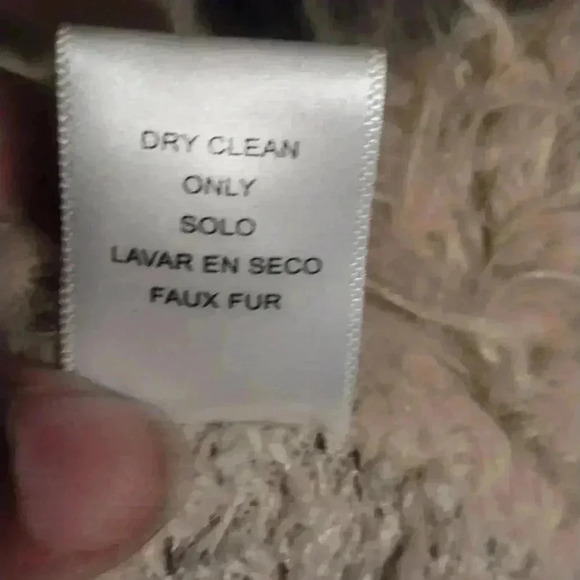 DRY CLEAN
ONLY
SOLO
LAVAR EN SECO
FAUX FUR